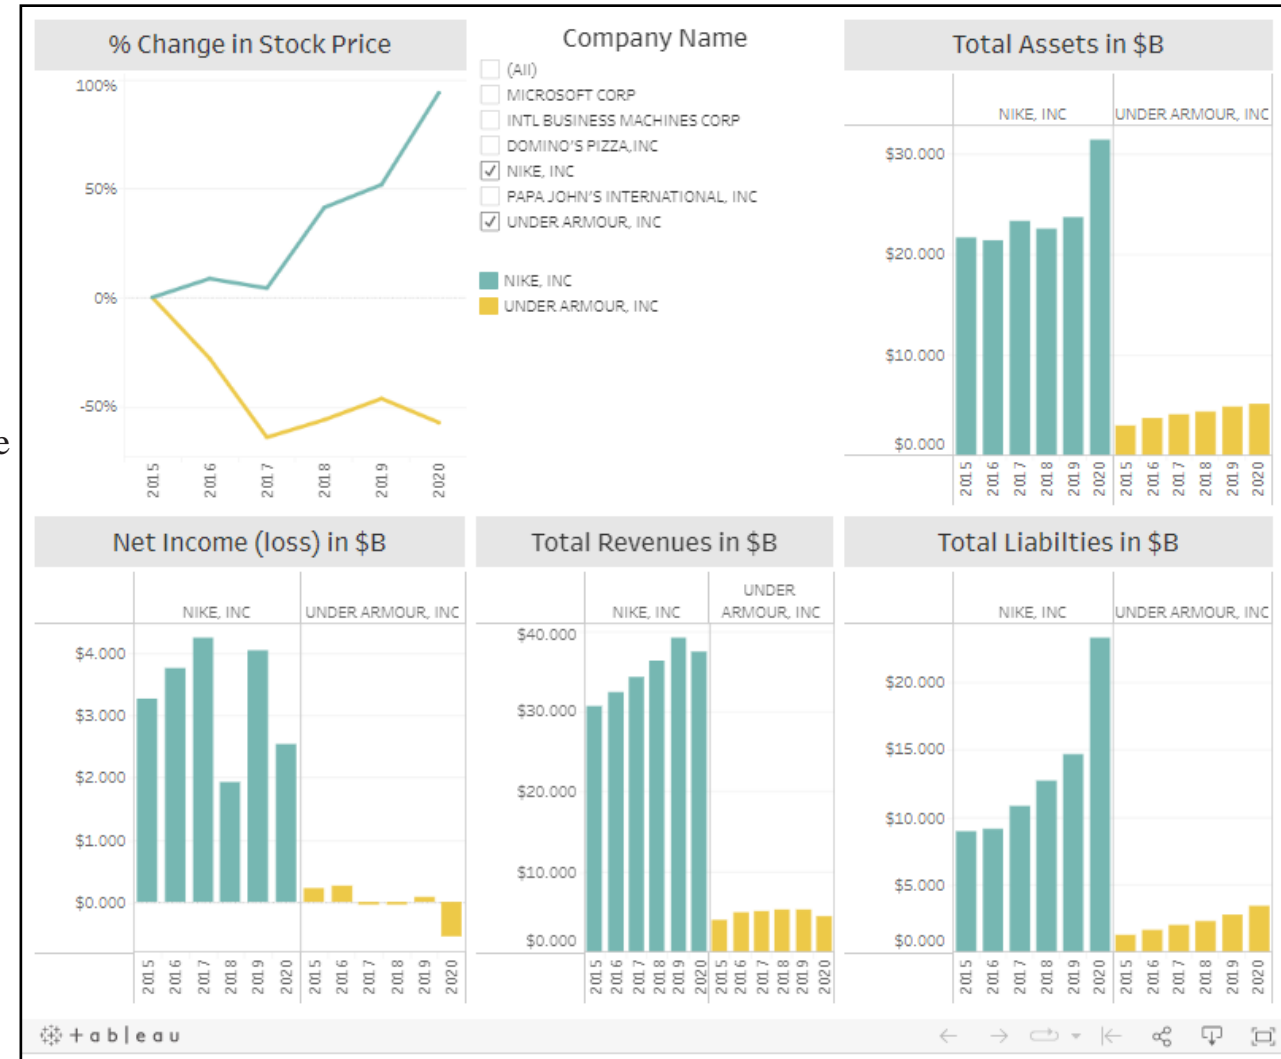 % Change in Stock Price
100%
50%
0%
-50%
2015
2016
2017
2018
2019
2020
Company Name
(All)
MICROSOFT CORP
INTL BUSINESS MACHINES CORP
DOMINO'S PIZZA,INC
NIKE, INC
PAPA JOHN'S INTERNATIONAL, INC
UNDER ARMOUR, INC
NIKE, INC
UNDER ARMOUR, INC
Total Assets in $B
NIKE, INC
UNDER ARMOUR, INC
$30.000
$20.000
$10.000
$0.000
2015
2016
2017
2018
2019
2020
2015
2016
2017
2018
2019
2020
e
Net Income (loss) in $B
NIKE, INC
UNDER ARMOUR, INC
$4.000
$3.000
$2.000
$1.000
$0.000
2015
2016
2017
2018
2019
2020
2015
2016
2017
2018
2019
2020
Total Revenues in $B
NIKE, INC
UNDER
ARMOUR, INC
$40.000
$30.000
$20.000
$10.000
$0.000
2015
2016
2017
2018
2019
2020
2015
2016
2017
2018
2019
2020
Total Liabilties in $B
NIKE, INC
UNDER ARMOUR, INC
$20.000
$15.000
$10.000
$5.000
$0.000
2015
2016
2017
2018
2019
2020
2015
2016
2017
2018
2019
2020
+ableau